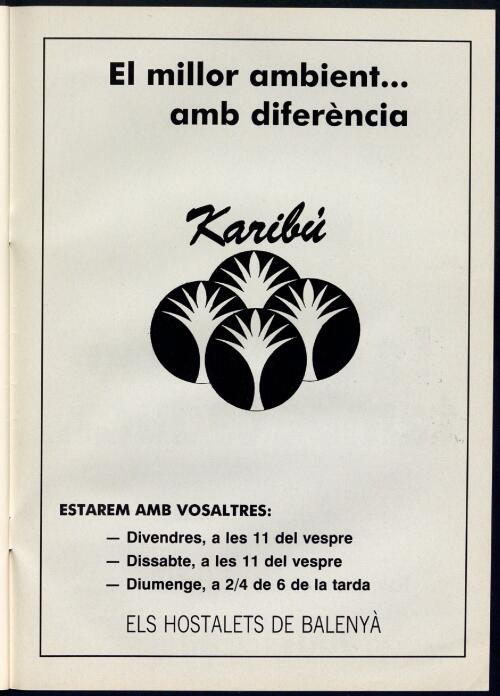 El millor ambient...
amb diferència
Karibú
ESTAREM AMB VOSALTRES:
— Divendres, a les 11 del vespre
— Dissabte, a les 11 del vespre
— Diumenge, a 2/4 de 6 de la tarda
ELS HOSTALETS DE BALENYÀ